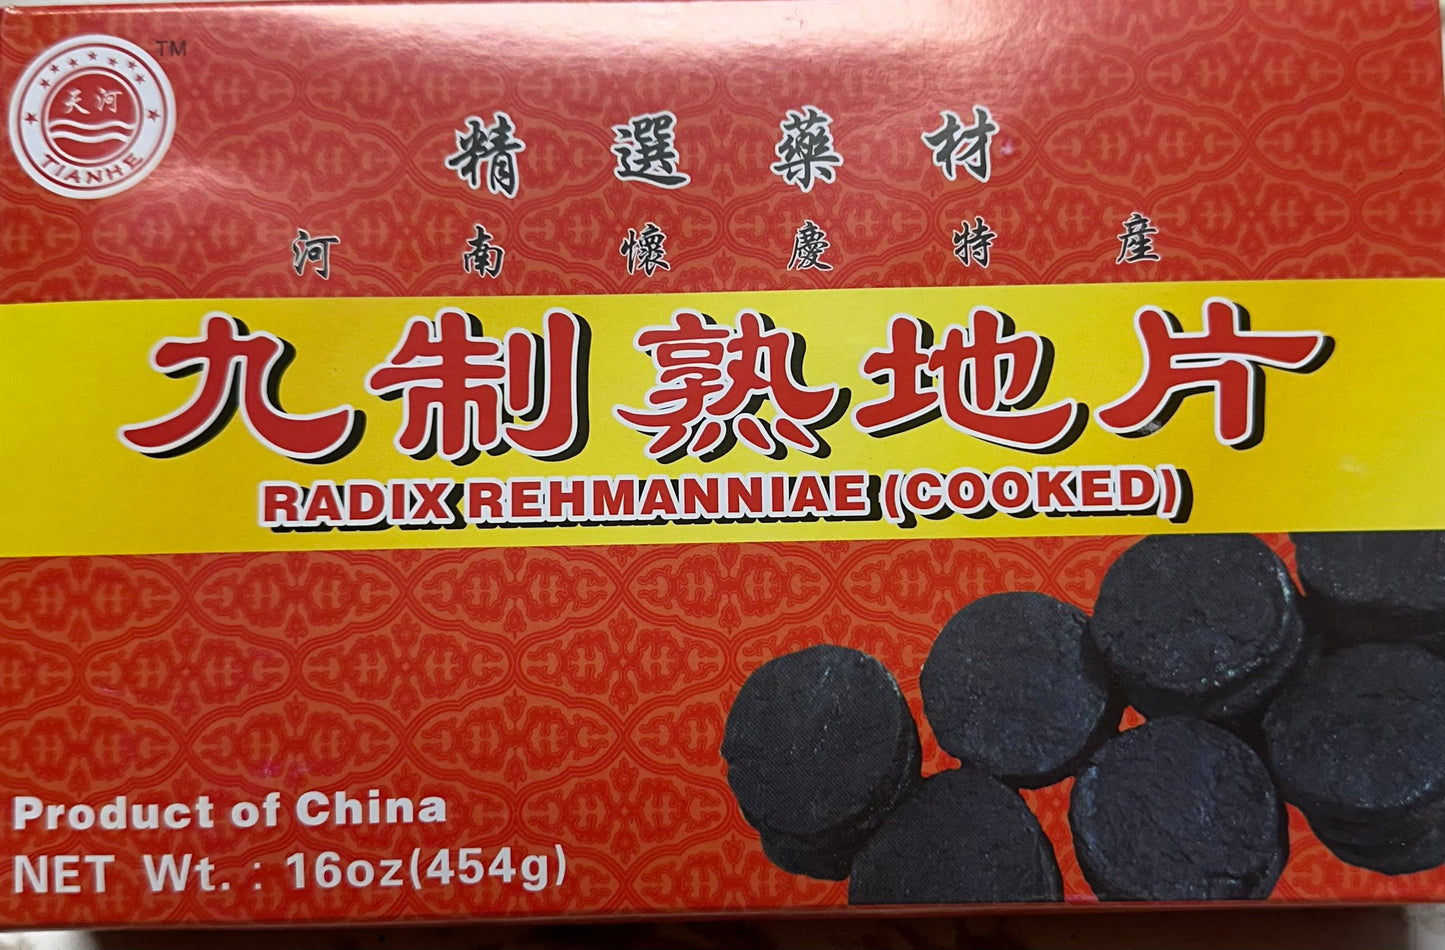 天河
TIANHE
TM
精選藥材
河南懷慶特產
九制熟地片
RADIX REHMANNIAE (COOKED)
Product of China
NET Wt. : 16oz(454g)